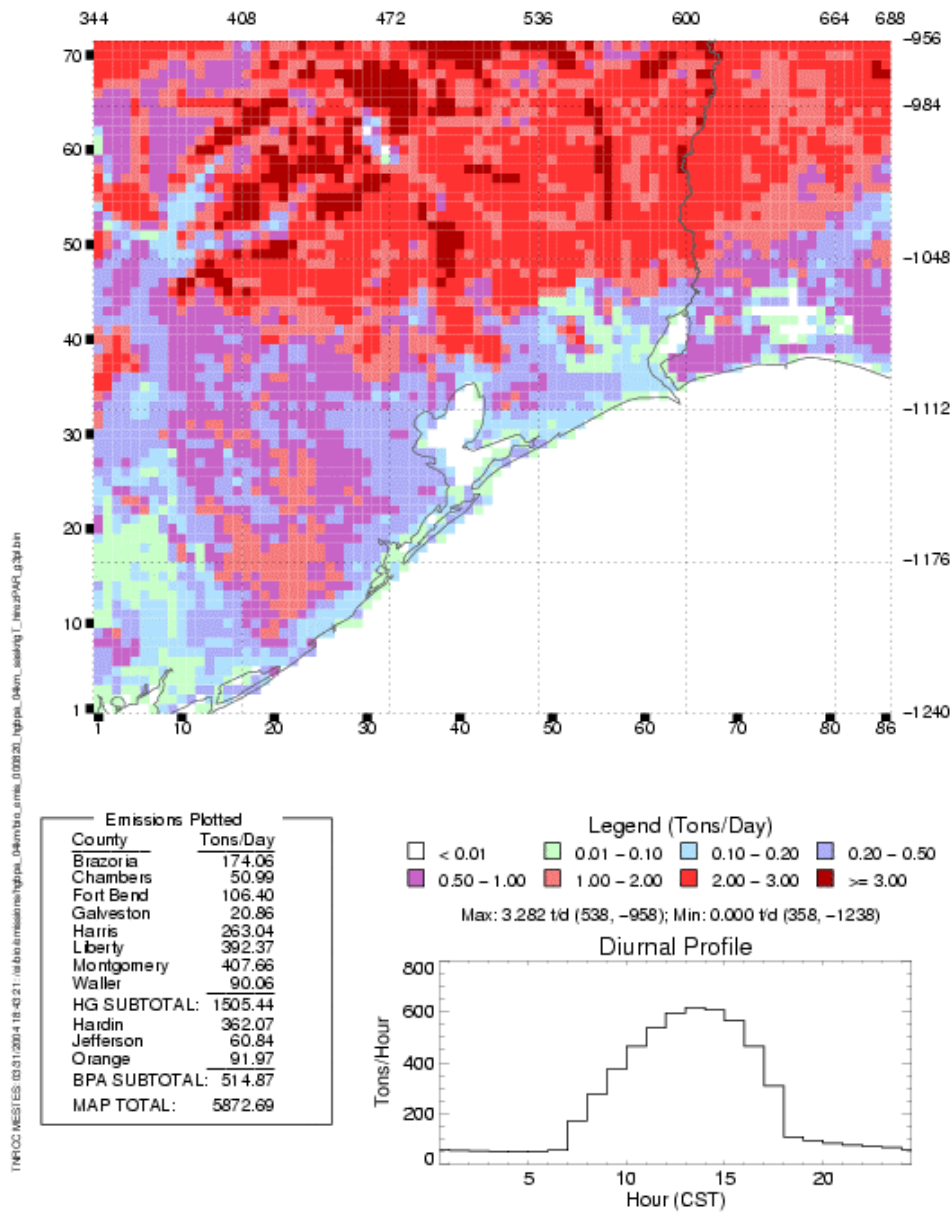 344 408 472 536 600 664 688
70 -956
-984
60
50
-1048
40
-1112
30
20
-1176
10
1 -1240
1 10 20 30 40 50 60 70 80 86
Emissions Plotted
County Tons/Day
Brazoria 174.06
Chambers 50.99
Fort Bend 106.40
Galveston 20.86
Harris 263.04
Liberty 392.37
Montgomery 407.66
Waller 90.06
HG SUBTOTAL: 1505.44
Hardin 362.07
Jefferson 60.84
Orange 91.97
BPA SUBTOTAL: 514.87
MAP TOTAL: 5872.69
Legend (Tons/Day)
< 0.01 0.01 - 0.10 0.10 - 0.20 0.20 - 0.50
0.50 - 1.00 1.00 - 2.00 2.00 - 3.00 >= 3.00
Max: 3.282 t/d (538, -958); Min: 0.000 t/d (358, -1238)
Diurnal Profile
800
600
400
200
0
Tons/Hour
5 10 15 20
Hour (CST)